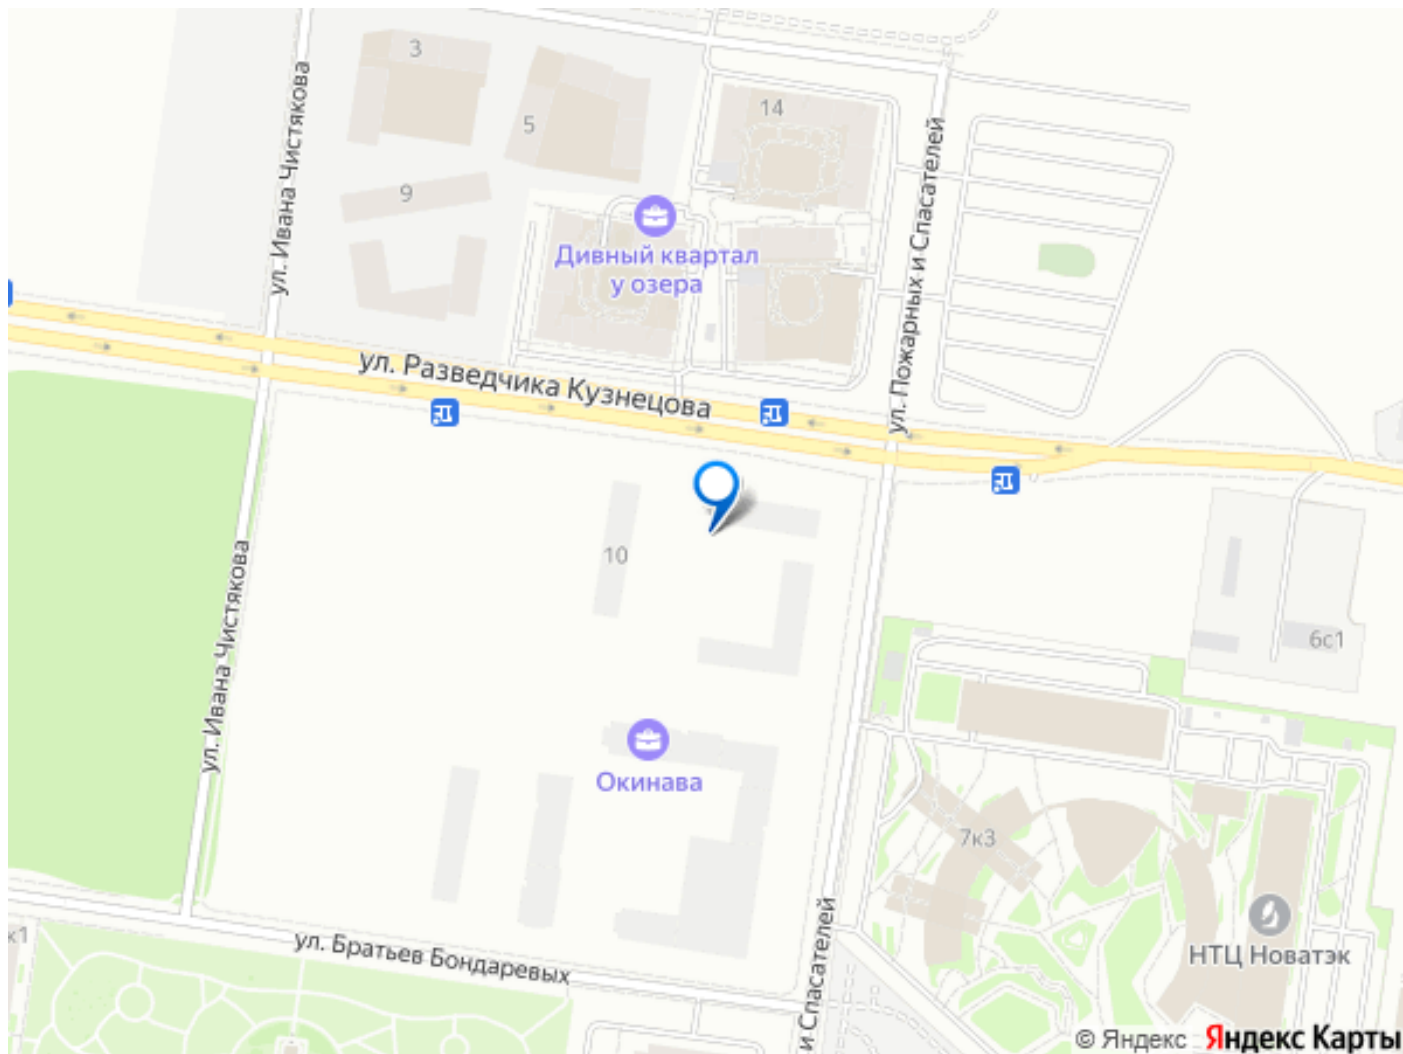 3
14
5
ул. Ивана Чистякова
9
Дивный квартал
у озера
ул. Пожарных и Спасателей
ул. Разведчика Кузнецова
10
6с1
ул. Ивана Чистякова
Окинава
7к3
НТЦ Новатэк
к1
ул. Братьев Бондаревых
и Спасателей
© Яндекс Яндекс Карты